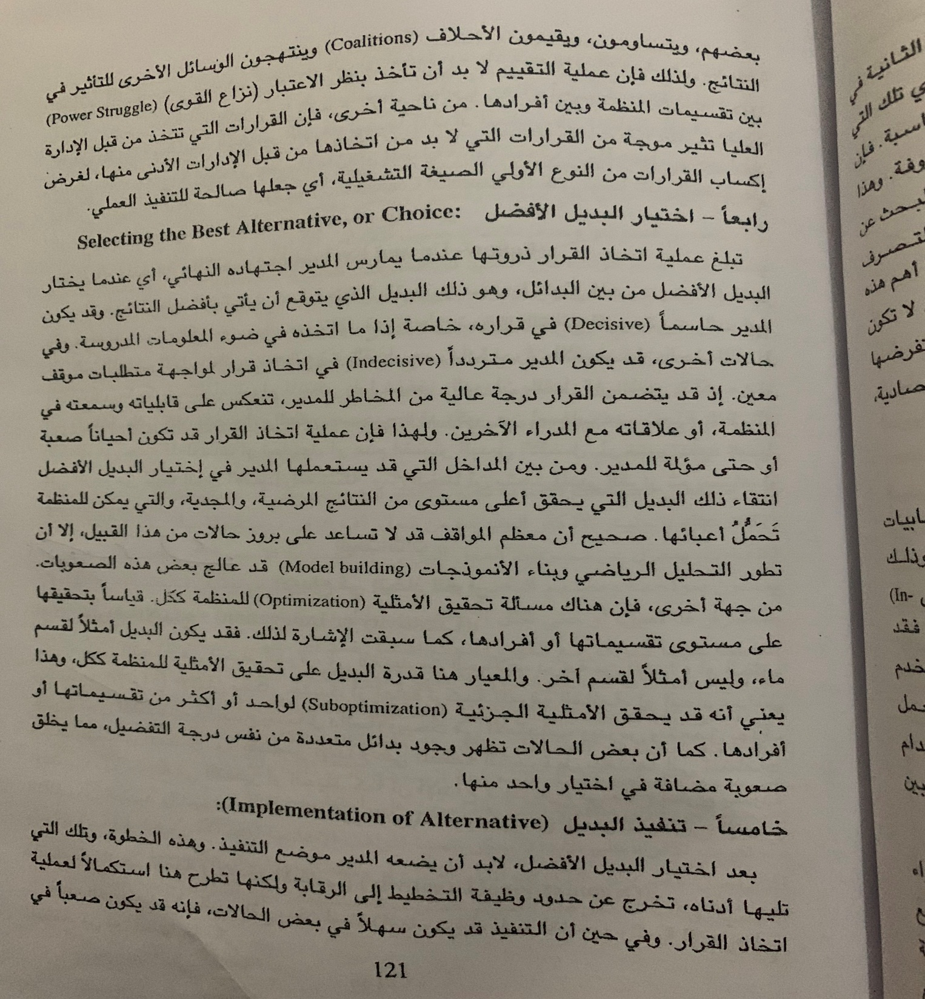 بعضهم، ويتساومون، ويقيمون الأحلاف (Coalitions) وينتهجون الوسائل الأخرى للتأثير في
النتائج. ولذلك فإن عملية التقييم لا بد أن تأخذ بنظر الاعتبار (نزاع القوى) (Power Struggle)
بين تقسيمات المنظمة وبين أفرادها. من ناحية أخرى، فإن القرارات التي تتخذ من قبل الإدارة
العليا تثير موجة من القرارات التي لا بد من اتخاذها من قبل الإدارات الأدنى منها، لغرض
إكساب القرارات من النوع الأولي الصيغة التشغيلية، أي جعلها صالحة للتنفيذ العملي.
رابعاً – اختيار البديل الأفضل Selecting the Best Alternative, or Choice:
تبلغ عملية اتخاذ القرار ذروتها عندما يمارس المدير اجتهاده النهائي، أي عندما يختار
البديل الأفضل من بين البدائل، وهو ذلك البديل الذي يتوقع أن يأتي بأفضل النتائج. وقد يكون
المدير حاسماً (Decisive) في قراره، خاصة إذا ما اتخذه في ضوء المعلومات المدروسة. وفي
حالات أخرى، قد يكون المدير متردداً (Indecisive) في اتخاذ قرار لمواجهة متطلبات موقف
معين. إذ قد يتضمن القرار درجة عالية من المخاطر للمدير، تنعكس على قابلياته وسمعته في
المنظمة، أو علاقاته مع المدراء الآخرين. ولهذا فإن عملية اتخاذ القرار قد تكون أحياناً صعبة
أو حتى مؤلمة للمدير. ومن بين المداخل التي قد يستعملها المدير في إختيار البديل الأفضل
انتقاء ذلك البديل التي يحقق أعلى مستوى من النتائج المرضية، والمجدية، والتي يمكن للمنظمة
تَحَمُّلُ أعبائها. صحيح أن معظم المواقف قد لا تساعد على بروز حالات من هذا القبيل، إلا أن
تطور التحليل الرياضي وبناء الأنموذجات (Model building) قد عالج بعض هذه الصعوبات.
من جهة أخرى، فإن هناك مسألة تحقيق الأمثلية (Optimization) للمنظمة ككل. قياساً بتحقيقها
على مستوى تقسيماتها أو أفرادها، كما سبقت الإشارة لذلك. فقد يكون البديل أمثلاً لقسم
ماء، وليس أمثلاً لقسم آخر. والمعيار هنا قدرة البديل على تحقيق الأمثلية للمنظمة ككل، وهذا
يعني أنه قد يحقق الأمثلية الجزئية (Suboptimization) لواحد أو أكثر من تقسيماتها أو
أفرادها. كما أن بعض الحالات تظهر وجود بدائل متعددة من نفس درجة التفضيل، مما يخلق
صعوبة مضافة في اختيار واحد منها.
خامساً – تنفيذ البديل (Implementation of Alternative):
بعد اختيار البديل الأفضل، لابد أن يضعه المدير موضع التنفيذ. وهذه الخطوة، وتلك التي
تليها أدناه، تخرج عن حدود وظيفة التخطيط إلى الرقابة ولكنها تطرح هنا استكمالاً لعملية
اتخاذ القرار. وفي حين أن التنفيذ قد يكون سهلاً في بعض الحالات، فإنه قد يكون صعباً في
121
الثانية في
تلك التي
فإن
وهذا
عن
أهم هذه
لا تكون
وذلك
(In-
فقد